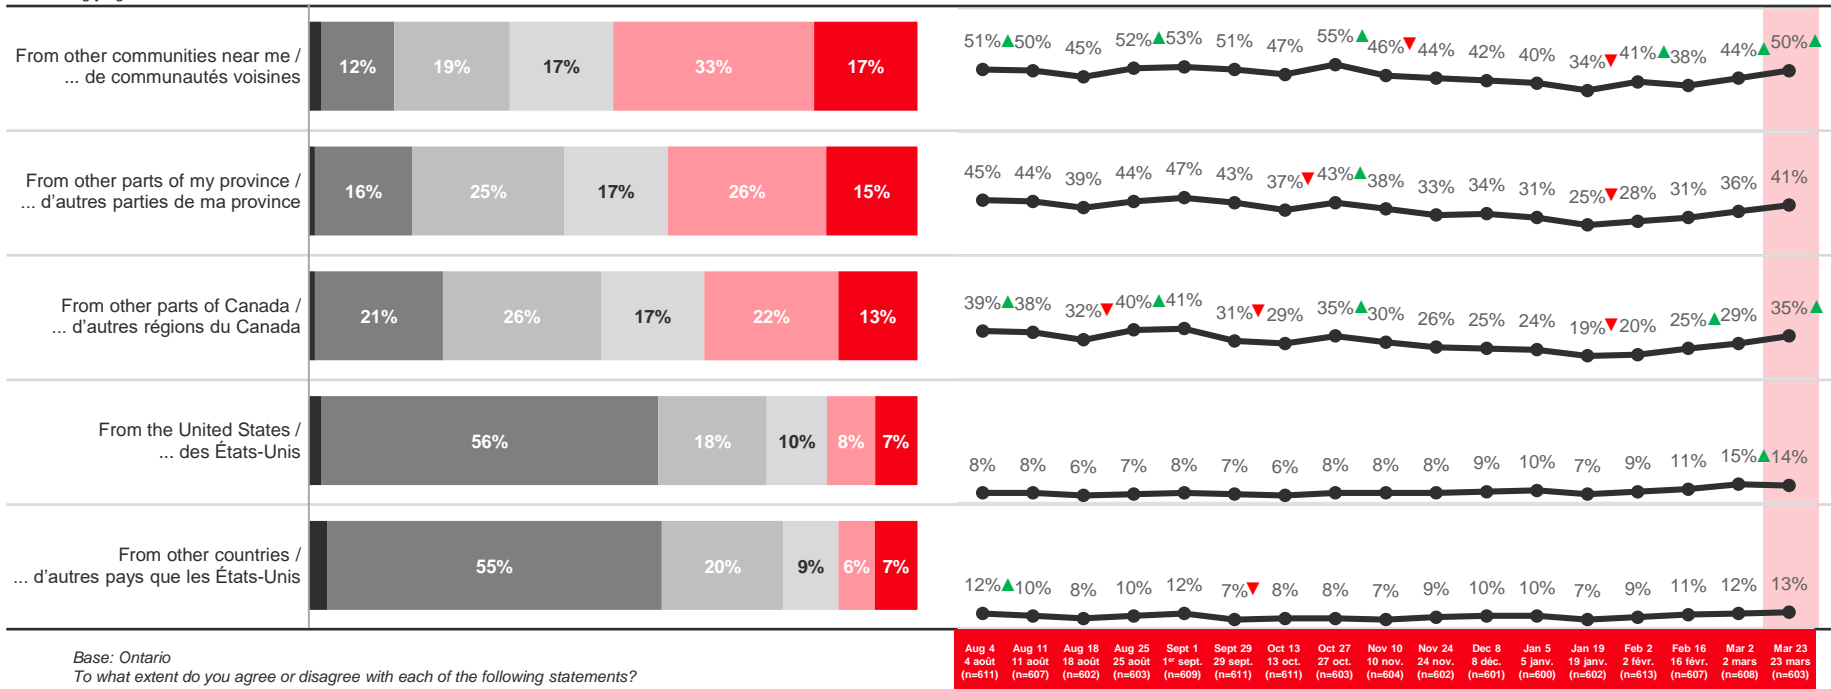 From other communities near me /
... de communautés voisines
12% 19% 17% 33% 17%
51% 50% 45% 52% 53% 51% 47% 55% 46% 44% 42% 40% 34% 41% 38% 44% 50%
From other parts of my province /
... d'autres parties de ma province
16% 25% 17% 26% 15%
45% 44% 39% 44% 47% 43% 37% 43% 38% 33% 34% 31% 25% 28% 31% 36% 41%
From other parts of Canada /
... d'autres régions du Canada
21% 26% 17% 22% 13%
39% 38% 32% 40% 41% 31% 29% 35% 30% 26% 25% 24% 19% 20% 25% 29% 35%
From the United States /
... des États-Unis
56% 18% 10% 8% 7%
8% 8% 6% 7% 8% 7% 6% 8% 8% 8% 9% 10% 7% 9% 11% 15% 14%
From other countries /
... d'autres pays que les États-Unis
55% 20% 9% 6% 7%
12% 10% 8% 10% 12% 7% 8% 8% 7% 9% 10% 10% 7% 9% 11% 12% 13%
Aug 4 Aug 11 Aug 18 Aug 25 Sept 1 Sept 29 Oct 13 Oct 27 Nov 10 Nov 24 Dec 8 Jan 5 Jan 19 Feb 2 Feb 16 Mar 2 Mar 23
4 août 11 août 18 août 25 août 1er sept. 29 sept. 13 oct. 27 oct. 10 nov. 24 nov. 8 déc. 5 janv. 19 janv. 2 févr. 16 févr. 2 mars 23 mars
(n=611) (n=607) (n=602) (n=603) (n=609) (n=611) (n=611) (n=603) (n=604) (n=602) (n=601) (n=600) (n=602) (n=613) (n=607) (n=608) (n=603)
Base: Ontario
To what extent do you agree or disagree with each of the following statements?